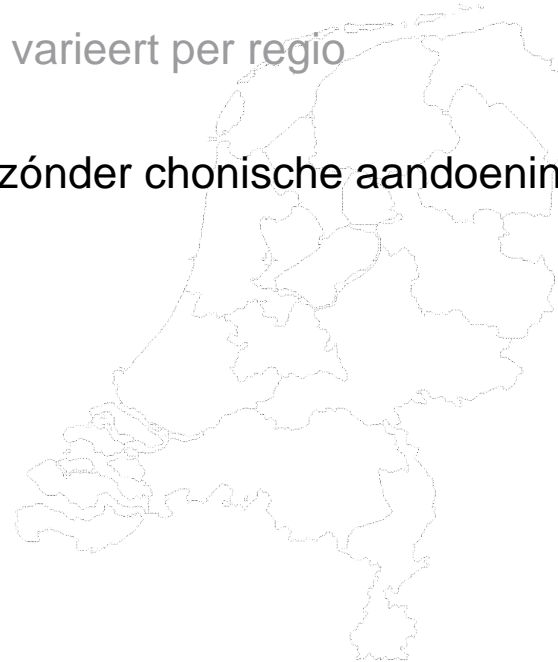 varieert per regio
zónder chonische aandoenin